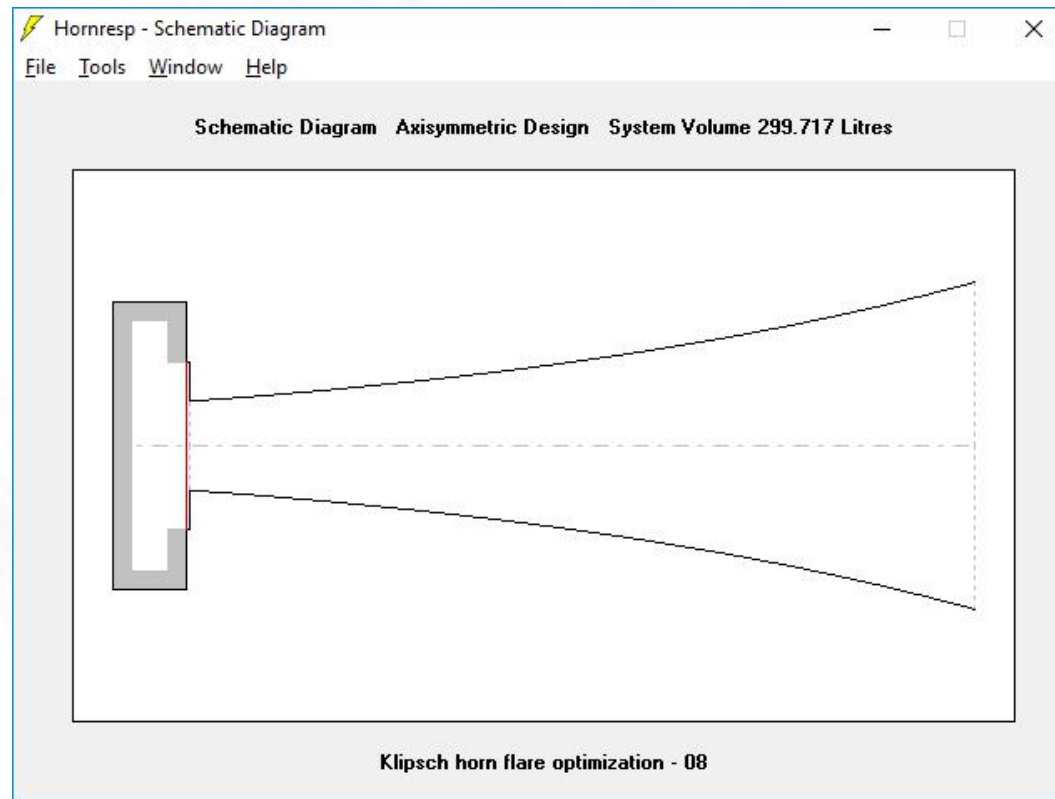 Hornresp - Schematic Diagram
File Tools Window Help
Schematic Diagram Axisymmetric Design System Volume 299.717 Litres
Klipsch horn flare optimization - 08